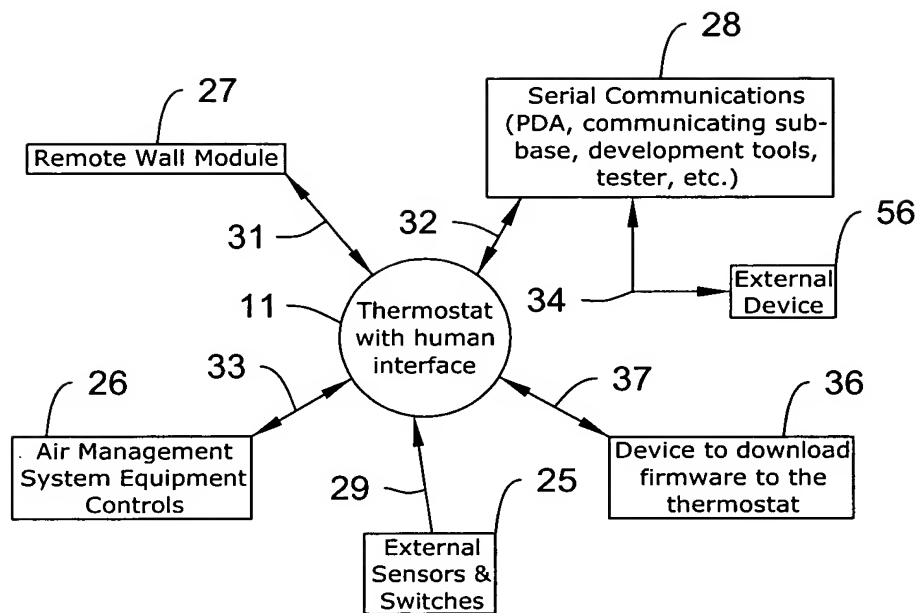 28
27
Serial Communications
(PDA, communicating sub-
base, development tools,
tester, etc.)
Remote Wall Module
56
31
32
External
Device
34
11
Thermostat
with human
interface
33
37
26
36
Air Management
System Equipment
Controls
Device to download
firmware to the
thermostat
29
25
External
Sensors &
Switches